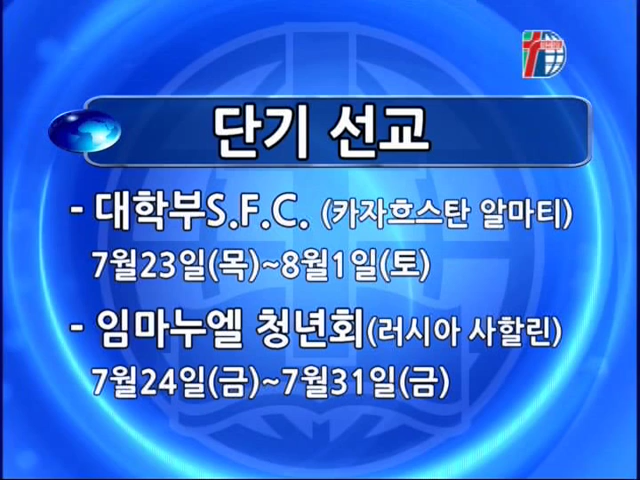 단기 선교
- 대학부S.F.C. (카자흐스탄 알마티)
7월23일(목)~8월1일(토)
- 임마누엘 청년회(러시아 사할린)
7월24일(금)~7월31일(금)